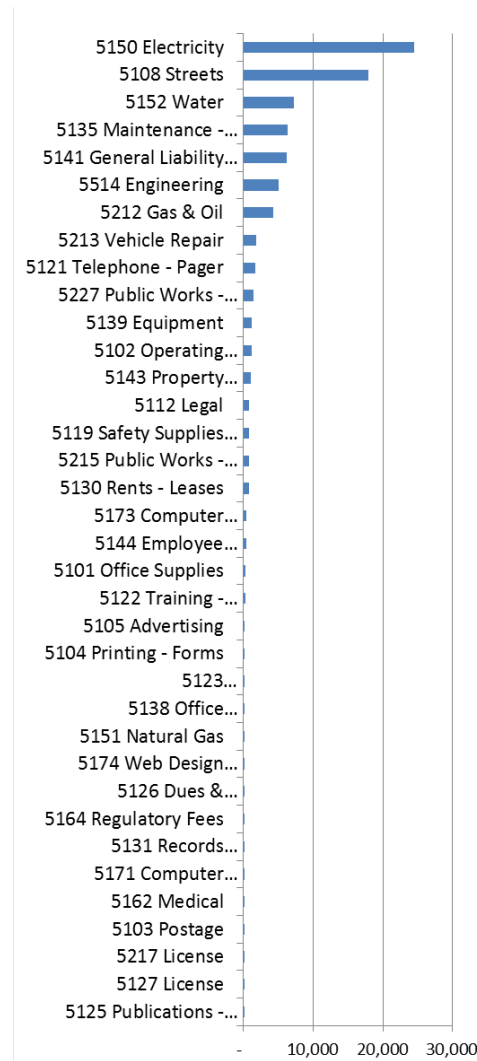 5150 Electricity
5108 Streets
5152 Water
5135 Maintenance -...
5141 General Liability...
5514 Engineering
5212 Gas & Oil
5213 Vehicle Repair
5121 Telephone - Pager
5227 Public Works -...
5139 Equipment
5102 Operating...
5143 Property...
5112 Legal
5119 Safety Supplies...
5215 Public Works -...
5130 Rents - Leases
5173 Computer...
5144 Employee...
5101 Office Supplies
5122 Training -...
5105 Advertising
5104 Printing - Forms
5123...
5138 Office...
5151 Natural Gas
5174 Web Design...
5126 Dues &...
5164 Regulatory Fees
5131 Records...
5171 Computer...
5162 Medical
5103 Postage
5217 License
5127 License
5125 Publications -...
- 10,000 20,000 30,000